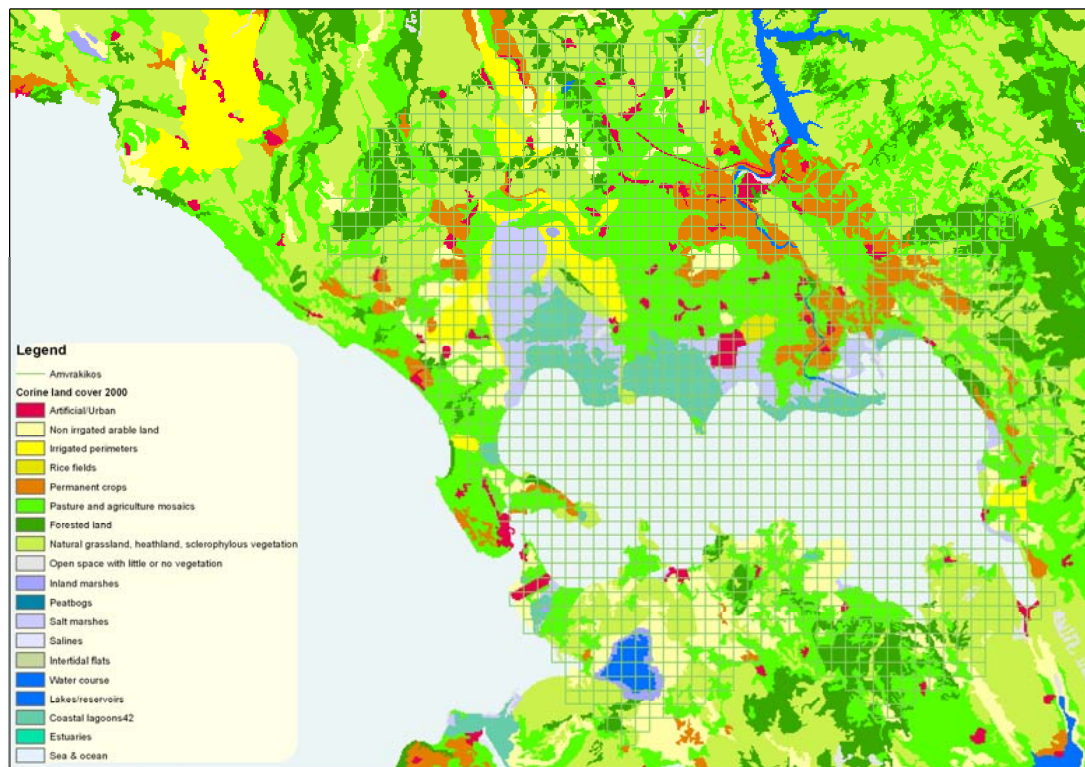 Legend
Amvrakikos
Corine land cover 2000
Artificial/Urban
Non irrgated arable land
Irrigated perimeters
Rice fields
Permanent crops
Pasture and agriculture mosaics
Forested land
Natural grassland, heathland, sclerophylous vegetation
Open space with little or no vegetation
Inland marshes
Peatbogs
Salt marshes
Salines
Intertidal flats
Water course
Lakes/reservoirs
Coastal lagoons42
Estuaries
Sea & ocean